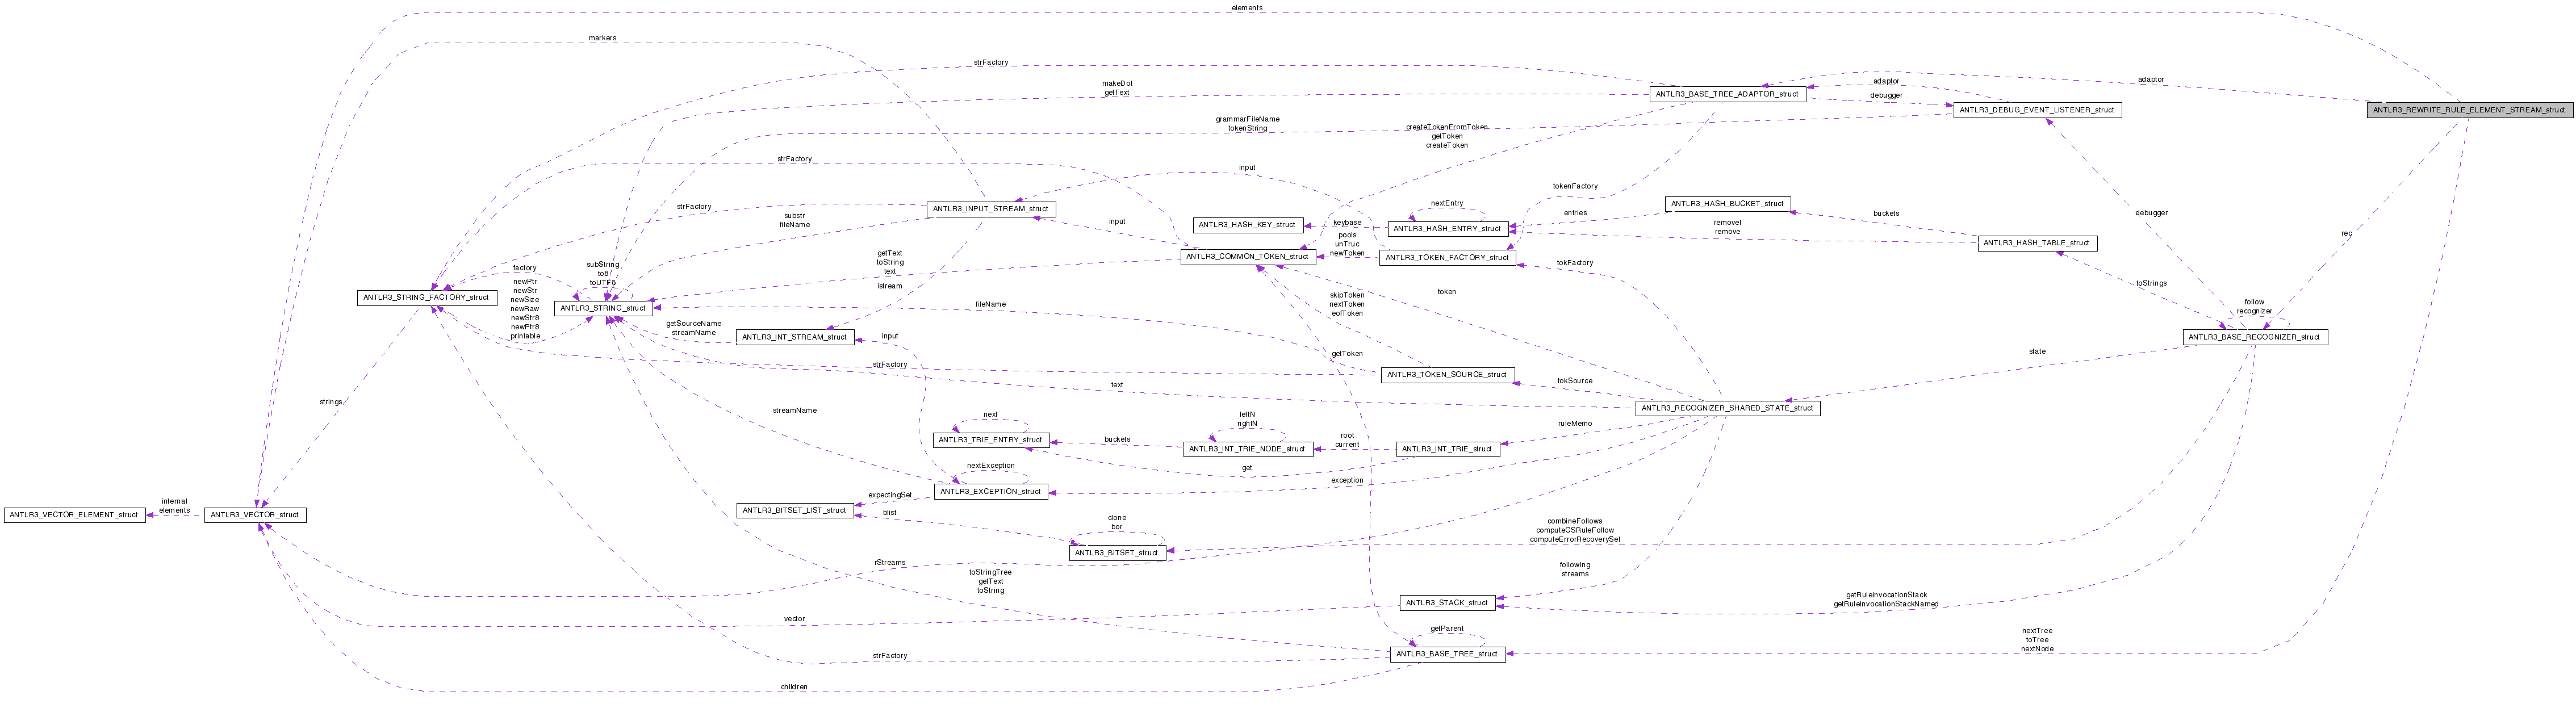 elements
markers
strFactory
makeDot
getText
adaptor
adaptor
ANTLR3_BASE_TREE_ADAPTOR_struct
debugger
ANTLR3_DEBUG_EVENT_LISTENER_struct
ANTLR3_REWRITE_RULE_ELEMENT_STREAM_struct
grammarFileName
tokenString
createTokenFromToken
getToken
createToken
strFactory
input
tokenFactory
ANTLR3_INPUT_STREAM_struct
strFactory
substr
fileName
input
ANTLR3_HASH_KEY_struct
keybase
nextEntry
ANTLR3_HASH_ENTRY_struct
entries
ANTLR3_HASH_BUCKET_struct
buckets
removel
remove
ANTLR3_HASH_TABLE_struct
debugger
rec
pools
unTruc
newToken
ANTLR3_COMMON_TOKEN_struct
ANTLR3_TOKEN_FACTORY_struct
getText
toString
text
istream
tokFactory
toStrings
factory
subString
to8
toUTF8
newPtr
newStr
newSize
newRaw
newStr8
newPtr8
printable
ANTLR3_STRING_FACTORY_struct
ANTLR3_STRING_struct
fileName
skipToken
nextToken
eofToken
token
follow
recognizer
getSourceName
streamName
ANTLR3_INT_STREAM_struct
input
ANTLR3_BASE_RECOGNIZER_struct
getToken
state
strFactory
ANTLR3_TOKEN_SOURCE_struct
tokSource
text
strings
streamName
ANTLR3_RECOGNIZER_SHARED_STATE_struct
next
ANTLR3_TRIE_ENTRY_struct
buckets
leftN
rightN
ANTLR3_INT_TRIE_NODE_struct
root
current
ANTLR3_INT_TRIE_struct
ruleMemo
get
nextException
ANTLR3_EXCEPTION_struct
exception
expectingSet
ANTLR3_BITSET_LIST_struct
blist
internal
elements
ANTLR3_VECTOR_ELEMENT_struct
ANTLR3_VECTOR_struct
clone
bor
ANTLR3_BITSET_struct
combineFollows
computeCSRuleFollow
computeErrorRecoverySet
rStreams
toStringTree
getText
toString
following
streams
ANTLR3_STACK_struct
getRuleInvocationStack
getRuleInvocationStackNamed
vector
getParent
ANTLR3_BASE_TREE_struct
nextTree
toTree
nextNode
strFactory
children